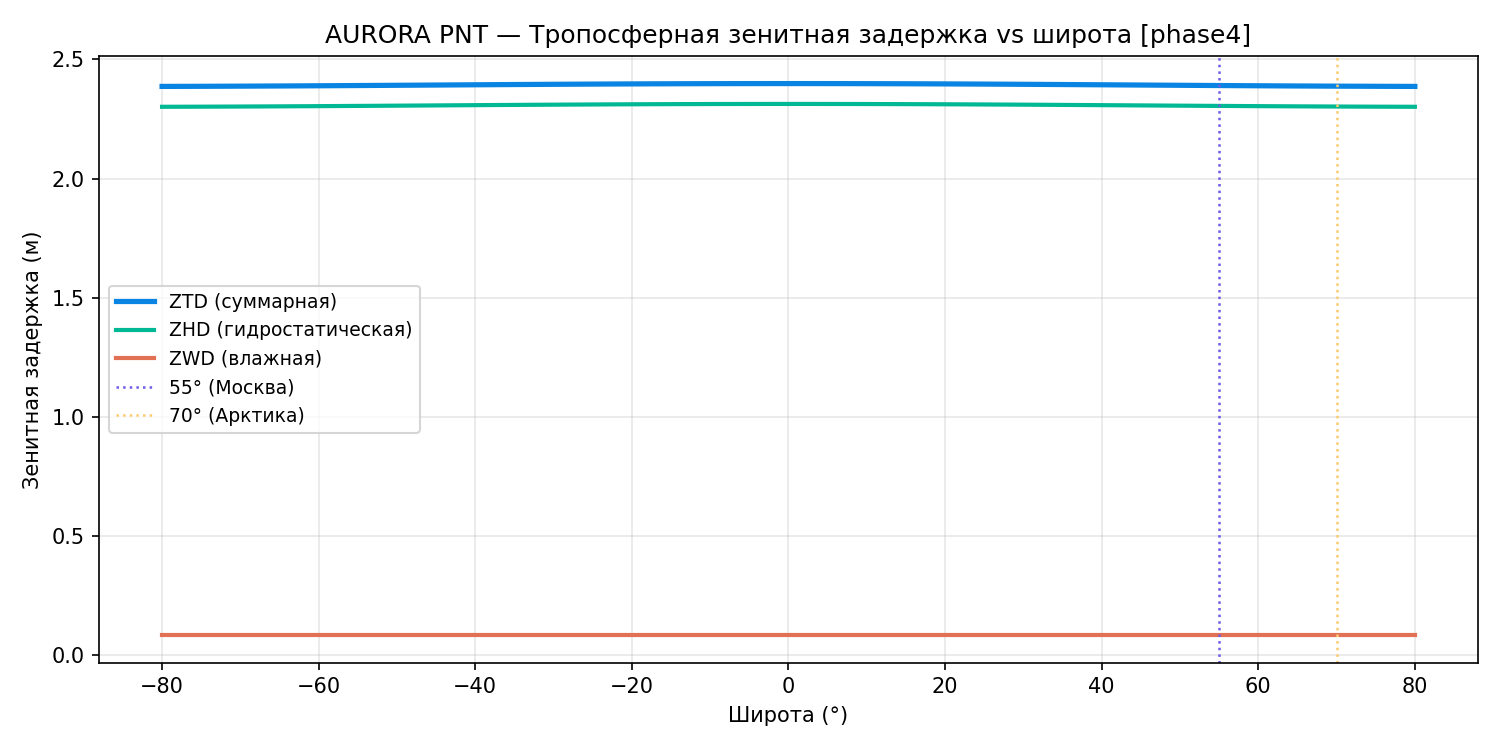 AURORA PNT — Тропосферная зенитная задержка vs широта [phase4]
Зенитная задержка (м)
2.5
2.0
1.5
1.0
0.5
0.0
ZTD (суммарная)
ZHD (гидростатическая)
ZWD (влажная)
55° (Москва)
70° (Арктика)
−80
−60
−40
−20
0
20
40
60
80
Широта (°)